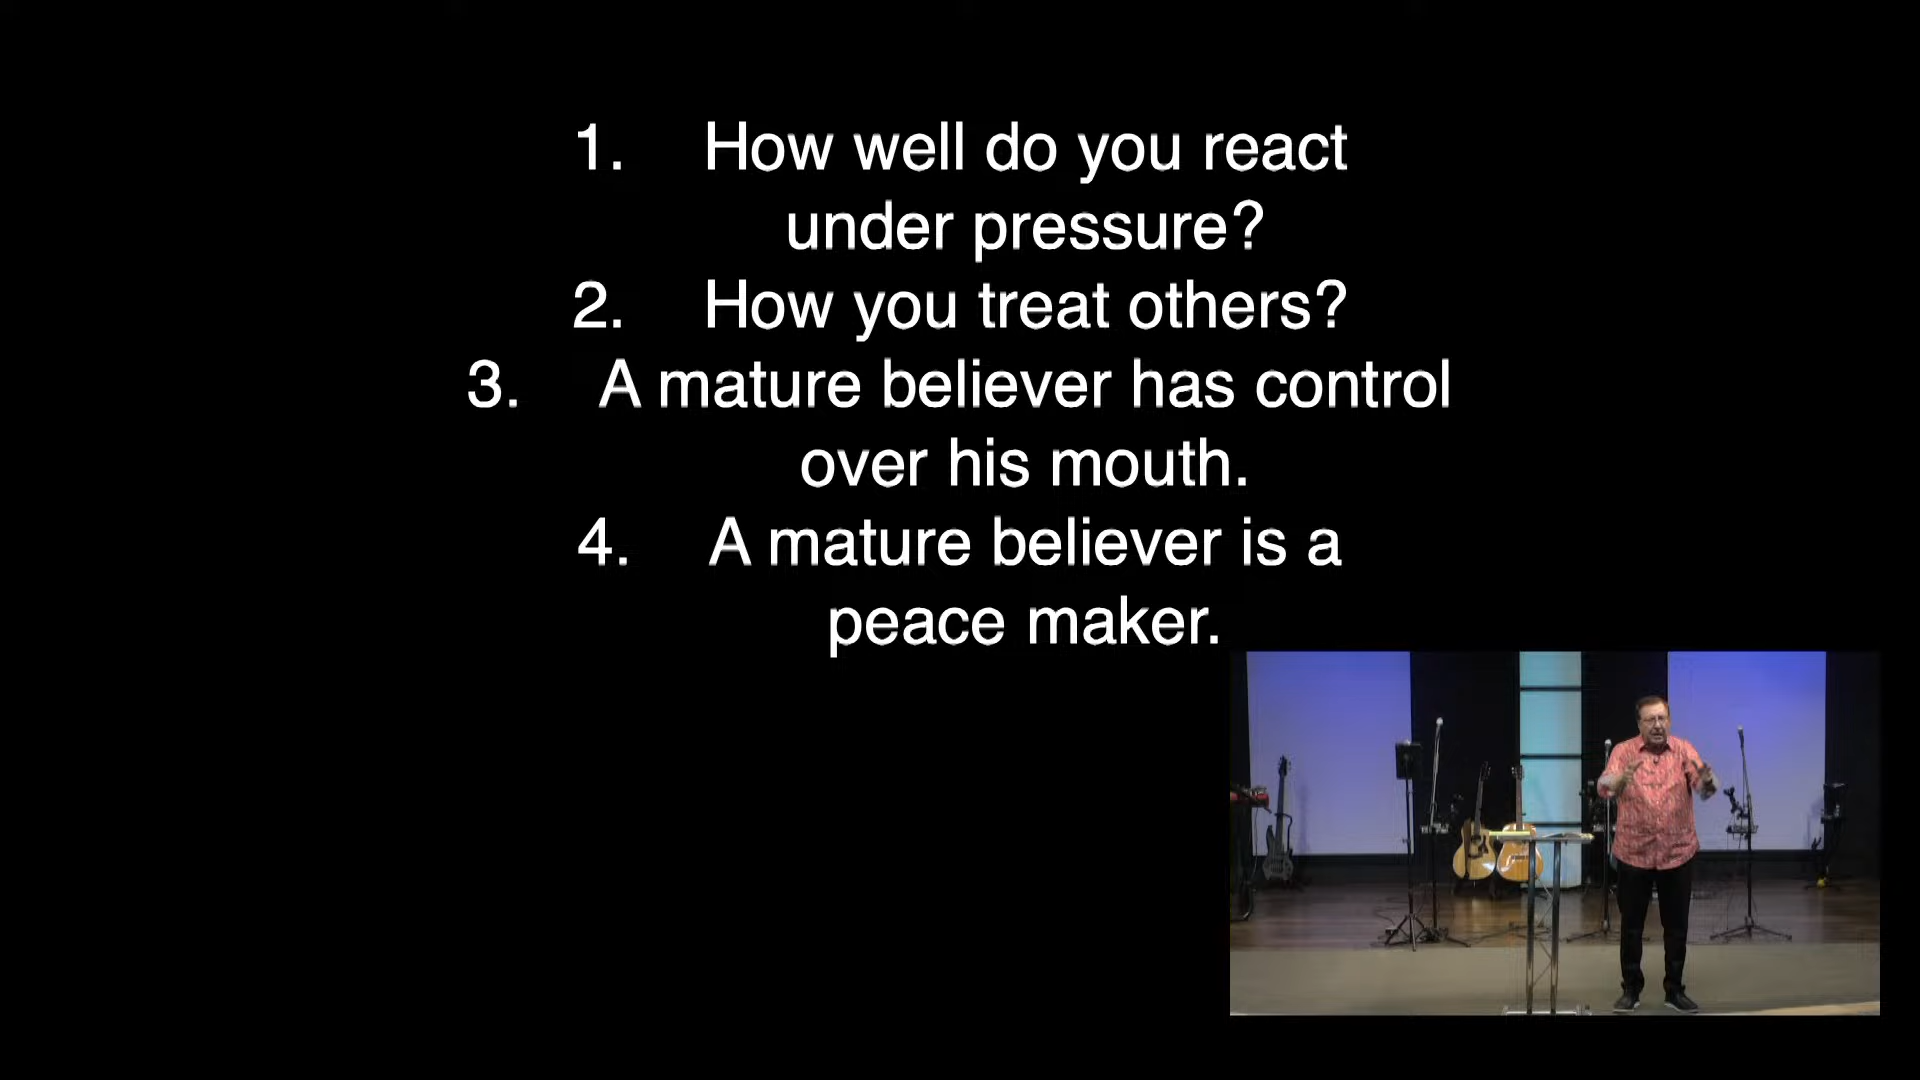 1. How well do you react
under pressure?
2. How you treat others?
3. A mature believer has control
over his mouth.
4. A mature believer is a
peace maker.